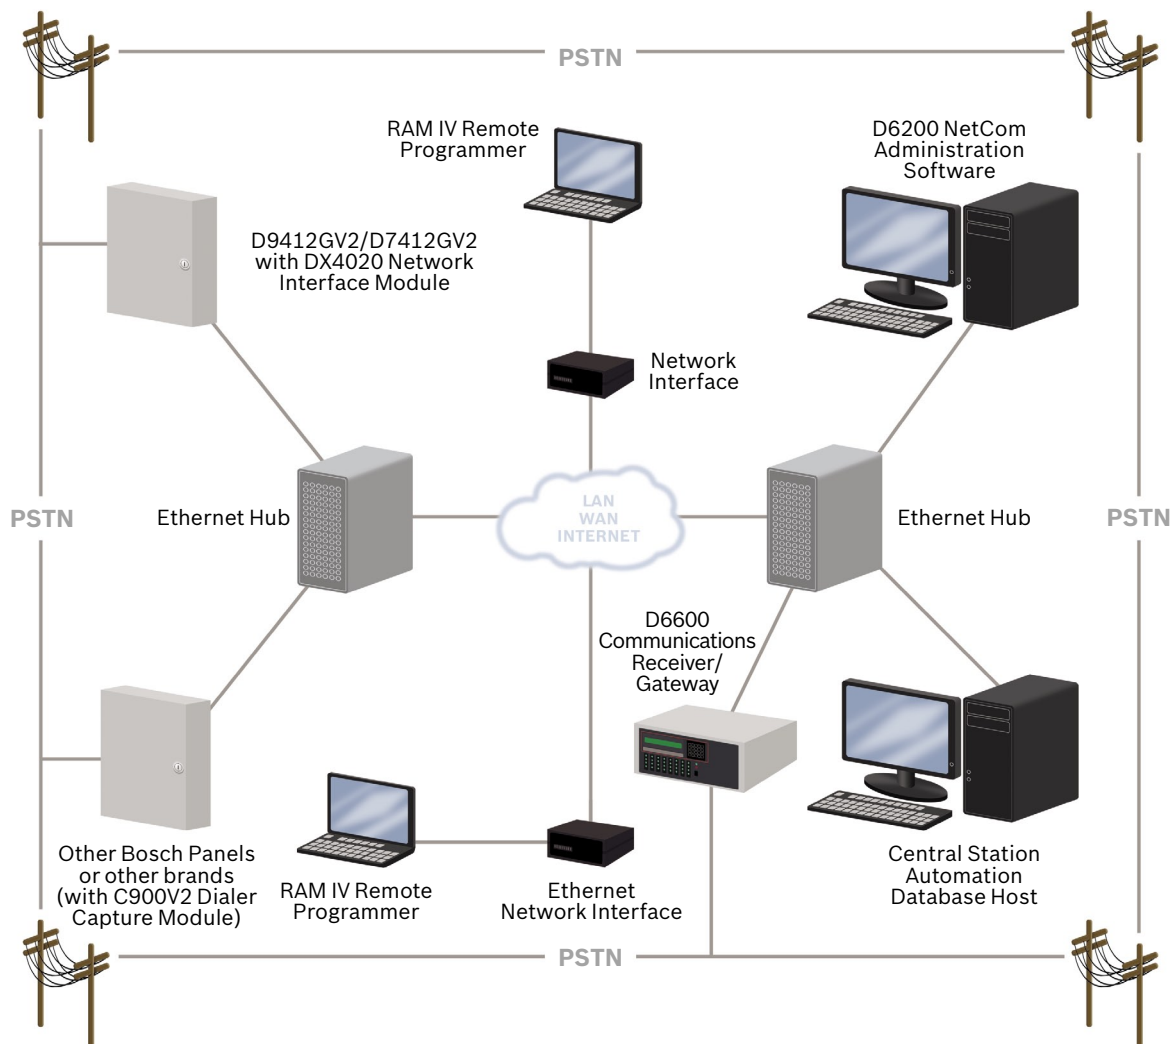 PSTN
RAM IV Remote
Programmer
D6200 NetCom
Administration
Software
D9412GV2/D7412GV2
with DX4020 Network
Interface Module
Network
Interface
PSTN
Ethernet Hub
LAN
WAN
INTERNET
Ethernet Hub
PSTN
D6600
Communications
Receiver/
Gateway
Other Bosch Panels
or other brands
(with C900V2 Dialer
Capture Module)
RAM IV Remote
Programmer
Ethernet
Network Interface
Central Station
Automation
Database Host
PSTN